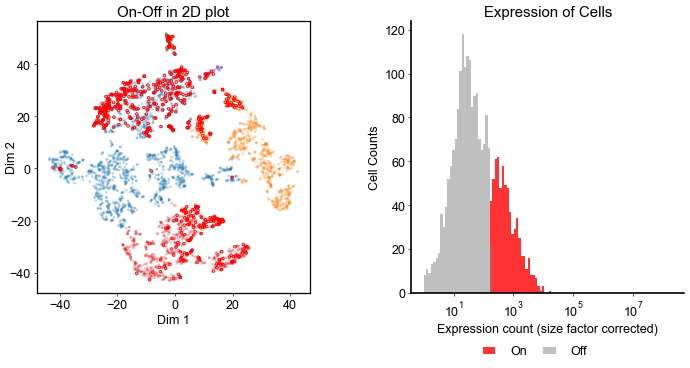 On-Off in 2D plot
40
20
0
−20
−40
Dim 2
−40 −20 0 20 40
Dim 1
Expression of Cells
120
100
80
60
40
20
0
Cell Counts
10^1 10^3 10^5 10^7
Expression count (size factor corrected)
On Off